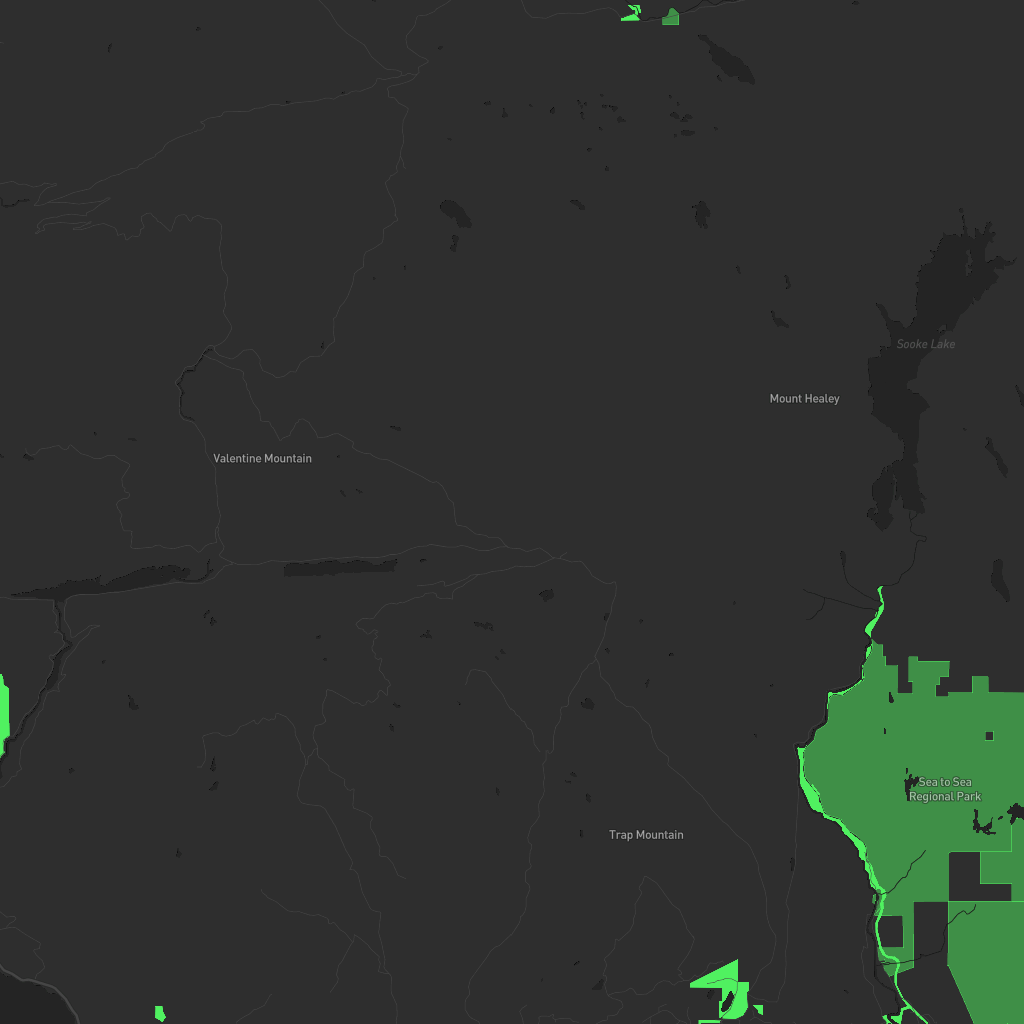 Sooke Lake
Mount Healey
Valentine Mountain
Sea to Sea
Regional Park
Trap Mountain